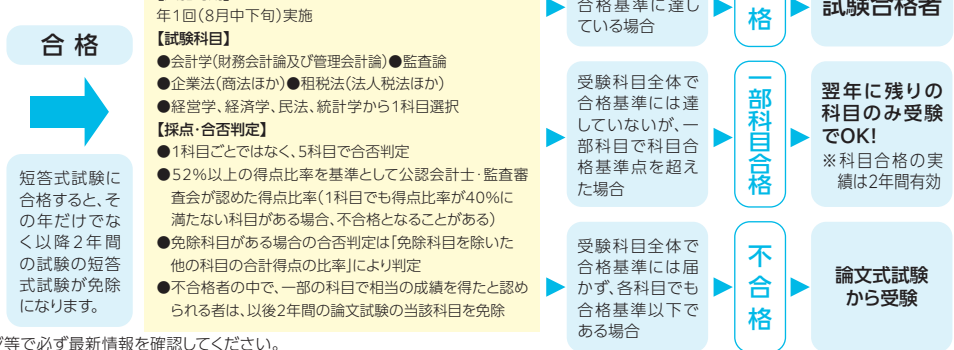 合格
短答式試験に
合格すると、そ
の年だけでな
く以降2年間
の試験の短答
式試験が免除
になります。
年1回(8月中下旬)実施
【試験科目】
●会計学(財務会計論及び管理会計論)●監査論
●企業法(商法ほか)●租税法(法人税法ほか)
●経営学、経済学、民法、統計学から1科目選択
【採点・合否判定】
●1科目ごとではなく、5科目で合否判定
●52%以上の得点比率を基準として公認会計士・監査審
査会が認めた得点比率(1科目でも得点比率が40%に
満たない科目がある場合、不合格となることがある)
●免除科目がある場合の合否判定は「免除科目を除いた
他の科目の合計得点の比率」により判定
●不合格者の中で、一部の科目で相当の成績を得たと認め
られる者は、以後2年間の論文試験の当該科目を免除
合格基準に達し
ている場合
格
試験合格者
受験科目全体で
合格基準には達
していないが、一
部科目で科目合
格基準点を超え
た場合
一部科目合格
翌年に残りの
科目のみ受験
でOK!
※科目合格の実
績は2年間有効
受験科目全体で
合格基準には届
かず、各科目でも
合格基準以下で
ある場合
不合格
論文式試験
から受験
等で必ず最新情報を確認してください。